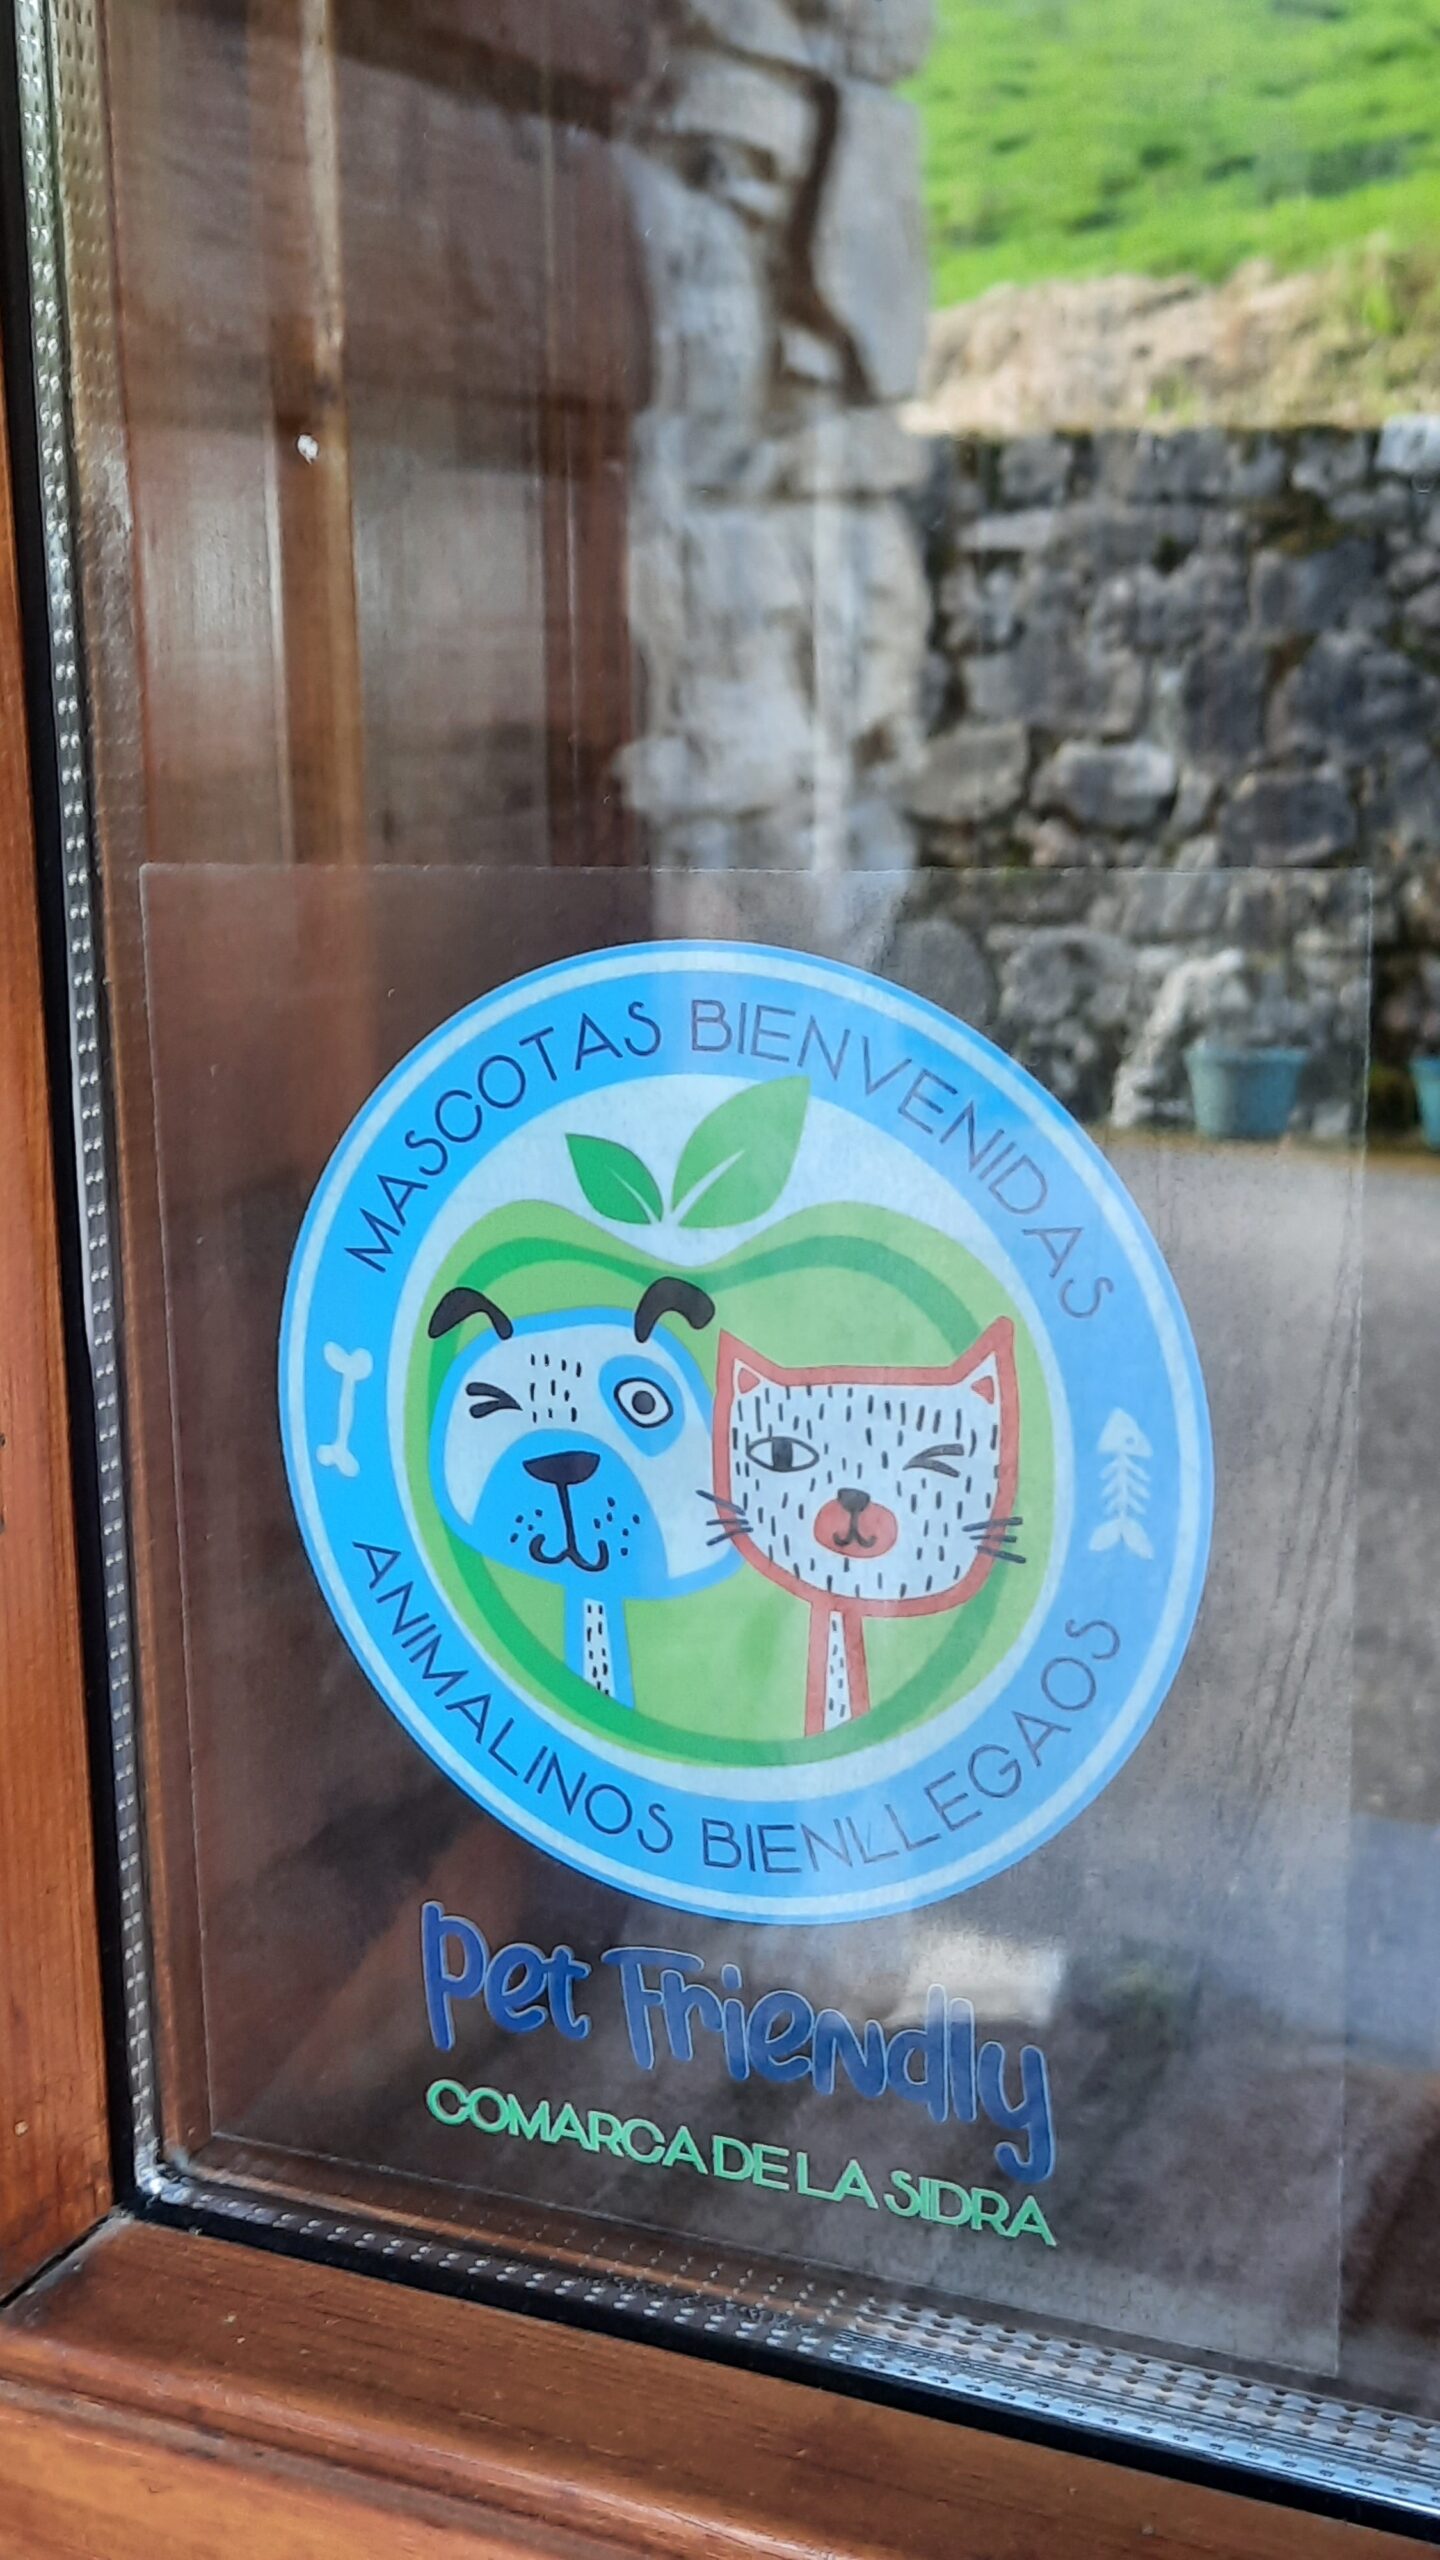 MASCOTAS BIENVENIDAS
ANIMALINOS BIENLLEGAOS
Pet Friendly
COMARCA DE LA SIDRA